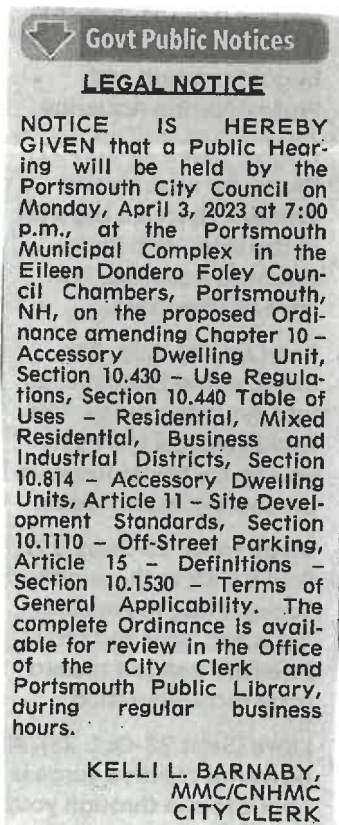 Govt Public Notices
LEGAL NOTICE
NOTICE IS HEREBY
GIVEN that a Public Hear-
ing will be held by the
Portsmouth City Council on
Monday, April 3, 2023 at 7:00
p.m., at the Portsmouth
Municipal Complex in the
Eileen Dondero Foley Coun-
cil Chambers, Portsmouth,
NH, on the proposed Ordi-
nance amending Chapter 10 –
Accessory Dwelling Unit,
Section 10.430 – Use Regula-
tions, Section 10.440 Table of
Uses – Residential, Mixed
Residential, Business and
Industrial Districts, Section
10.814 – Accessory Dwelling
Units, Article 11 – Site Devel-
opment Standards, Section
10.1110 – Off-Street Parking,
Article 15 – Definitions –
Section 10.1530 – Terms of
General Applicability. The
complete Ordinance is avail-
able for review in the Office
of the City Clerk and
Portsmouth Public Library,
during regular business
hours.
KELLI L. BARNABY,
MMC/CNHMC
CITY CLERK